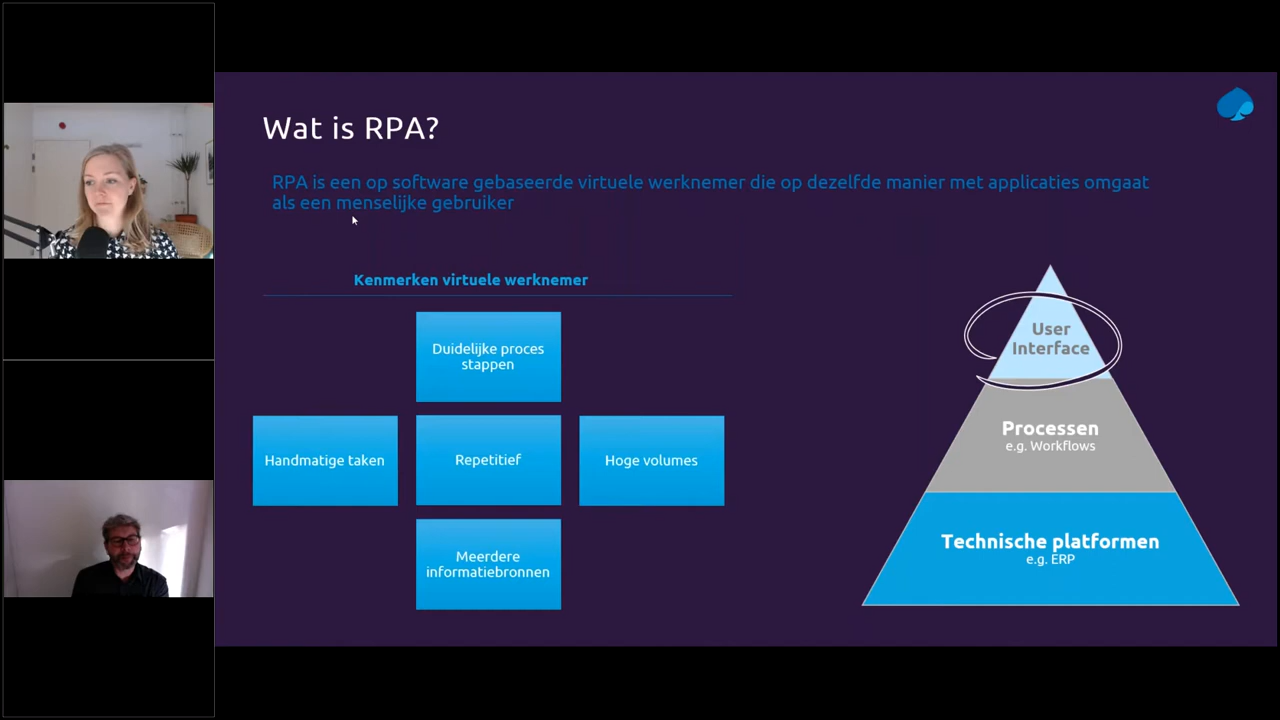 Wat is RPA?
RPA is een op software gebaseerde virtuele werknemer die op dezelfde manier met applicaties omgaat
als een menselijke gebruiker
Kenmerken virtuele werknemer
Duidelijke proces
stappen
Handmatige taken
Repetitief
Hoge volumes
Meerdere
informatiebronnen
User
Interface
Processen
e.g. Workflows
Technische platformen
e.g. ERP